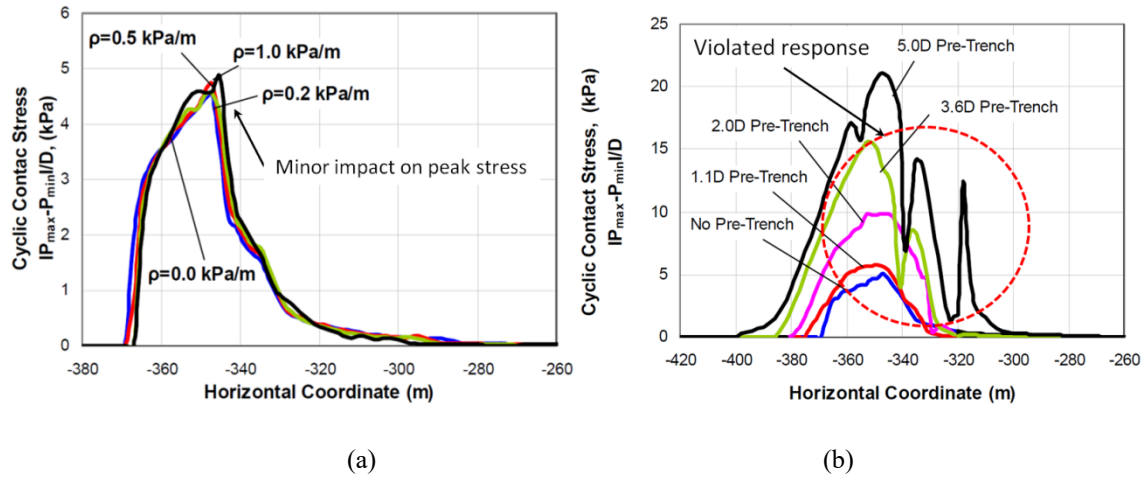 Cyclic Contac Stress
IPmax-PminI/D, (kPa)
6
5
4
3
2
1
0
ρ=0.5 kPa/m
ρ=1.0 kPa/m
ρ=0.2 kPa/m
Minor impact on peak stress
ρ=0.0 kPa/m
-380
-360
-340
-320
-300
-280
-260
Horizontal Coordinate (m)
(a)
Cyclic Contact Stress, (kPa)
IPmax-PminI/D
25
20
15
10
5
0
Violated response
5.0D Pre-Trench
3.6D Pre-Trench
2.0D Pre-Trench
1.1D Pre-Trench
No Pre-Trench
-420
-400
-380
-360
-340
-320
-300
-280
-260
Horizontal Coordinate (m)
(b)